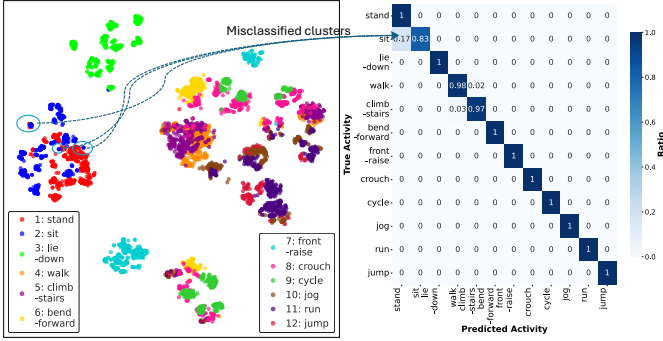 Misclassified clusters
1: stand
2: sit
3: lie
-down
4: walk
5: climb
-stairs
6: bend
-forward
7: front
-raise
8: crouch
9: cycle
10: jog
11: run
12: jump
True Activity
stand
sit
lie
-down
walk
climb
-stairs
bend
-forward
front
-raise
crouch
cycle
jog
run
jump
1 0 0 0 0 0 0 0 0 0 0 0
0.17 0.83 0 0 0 0 0 0 0 0 0 0
0 0 1 0 0 0 0 0 0 0 0 0
0 0 0 0.98 0.02 0 0 0 0 0 0 0
0 0 0 0.03 0.97 0 0 0 0 0 0 0
0 0 0 0 0 1 0 0 0 0 0 0
0 0 0 0 0 0 1 0 0 0 0 0
0 0 0 0 0 0 0 1 0 0 0 0
0 0 0 0 0 0 0 0 1 0 0 0
0 0 0 0 0 0 0 0 0 1 0 0
0 0 0 0 0 0 0 0 0 0 1 0
0 0 0 0 0 0 0 0 0 0 0 1
stand
sit
lie
-down
walk
climb
-stairs
bend
-forward
front
-raise
crouch
cycle
jog
run
jump
Predicted Activity
1.0
0.8
0.6
0.4
0.2
0.0
Ratio